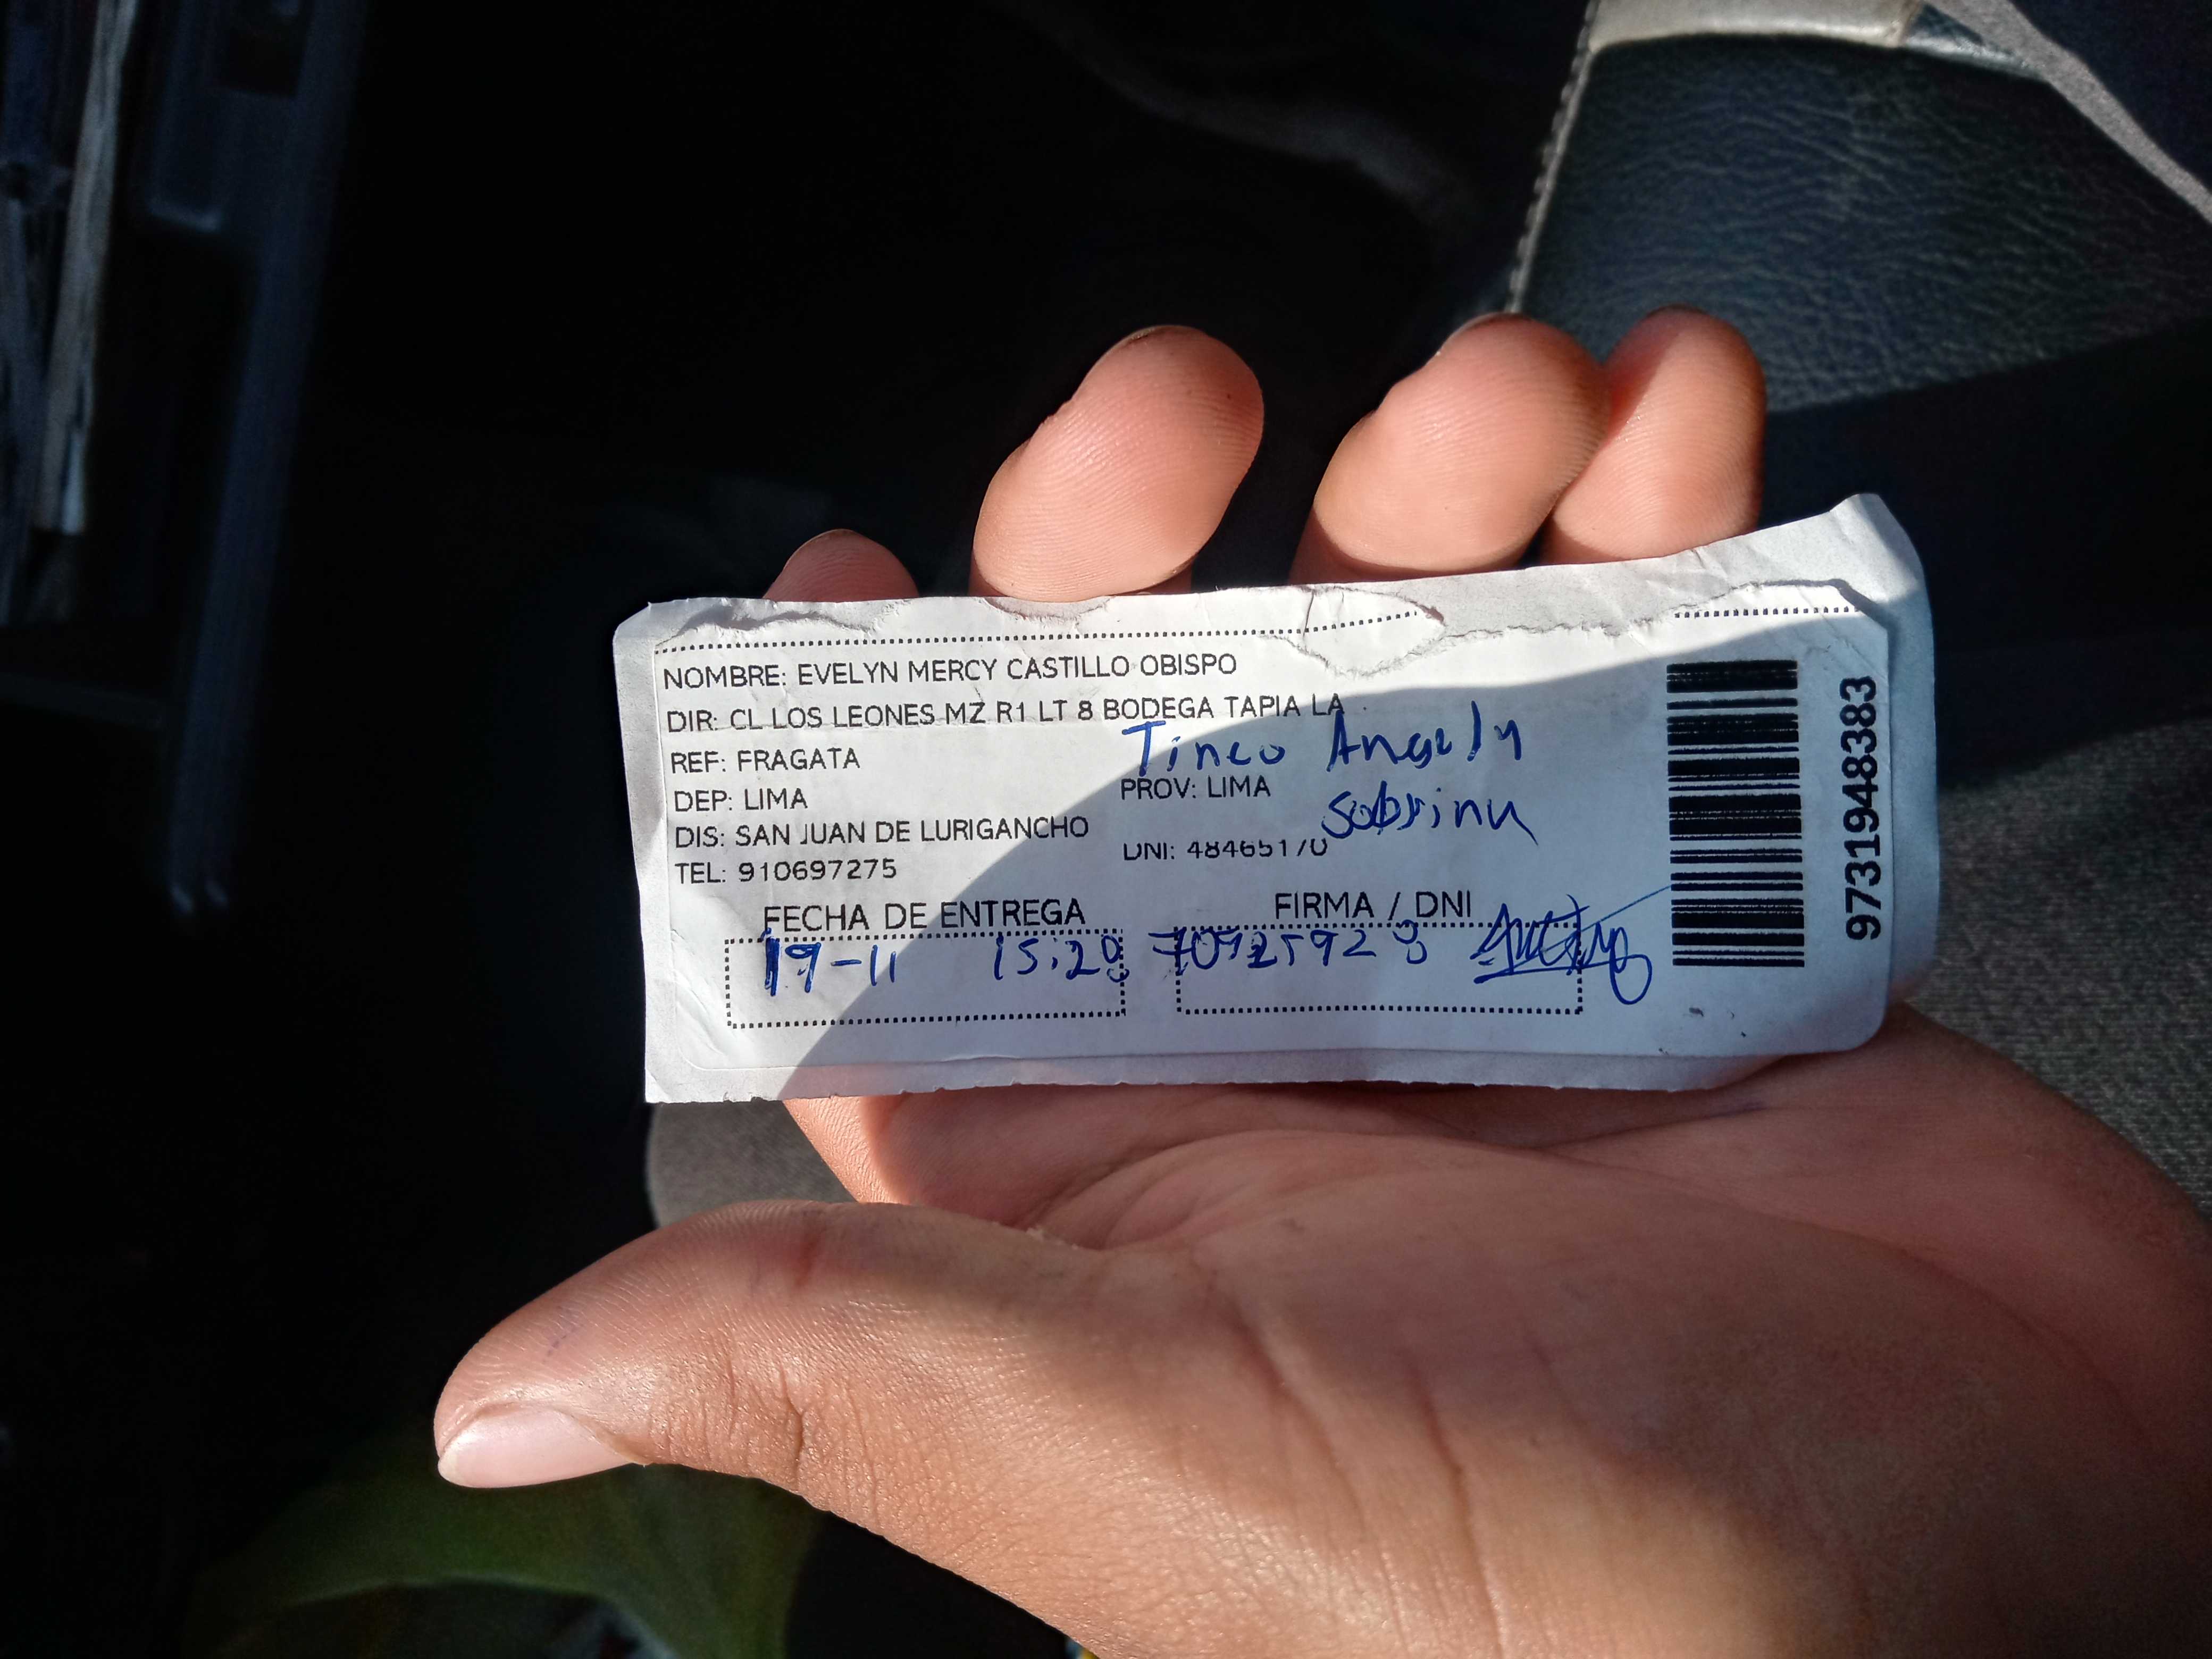 NOMBRE: EVELYN MERCY CASTILLO OBISPO
DIR: CL LOS LEONES MZ R1 LT 8 BODEGA TAPIA LA
Tineo Angely
REF: FRAGATA
DEP: LIMA PROV: LIMA
Sobrina
DIS: SAN JUAN DE LURIGANCHO
DNI: 48465170
TEL: 910697275
FECHA DE ENTREGA FIRMA / DNI
19-11 15:20
9731948383